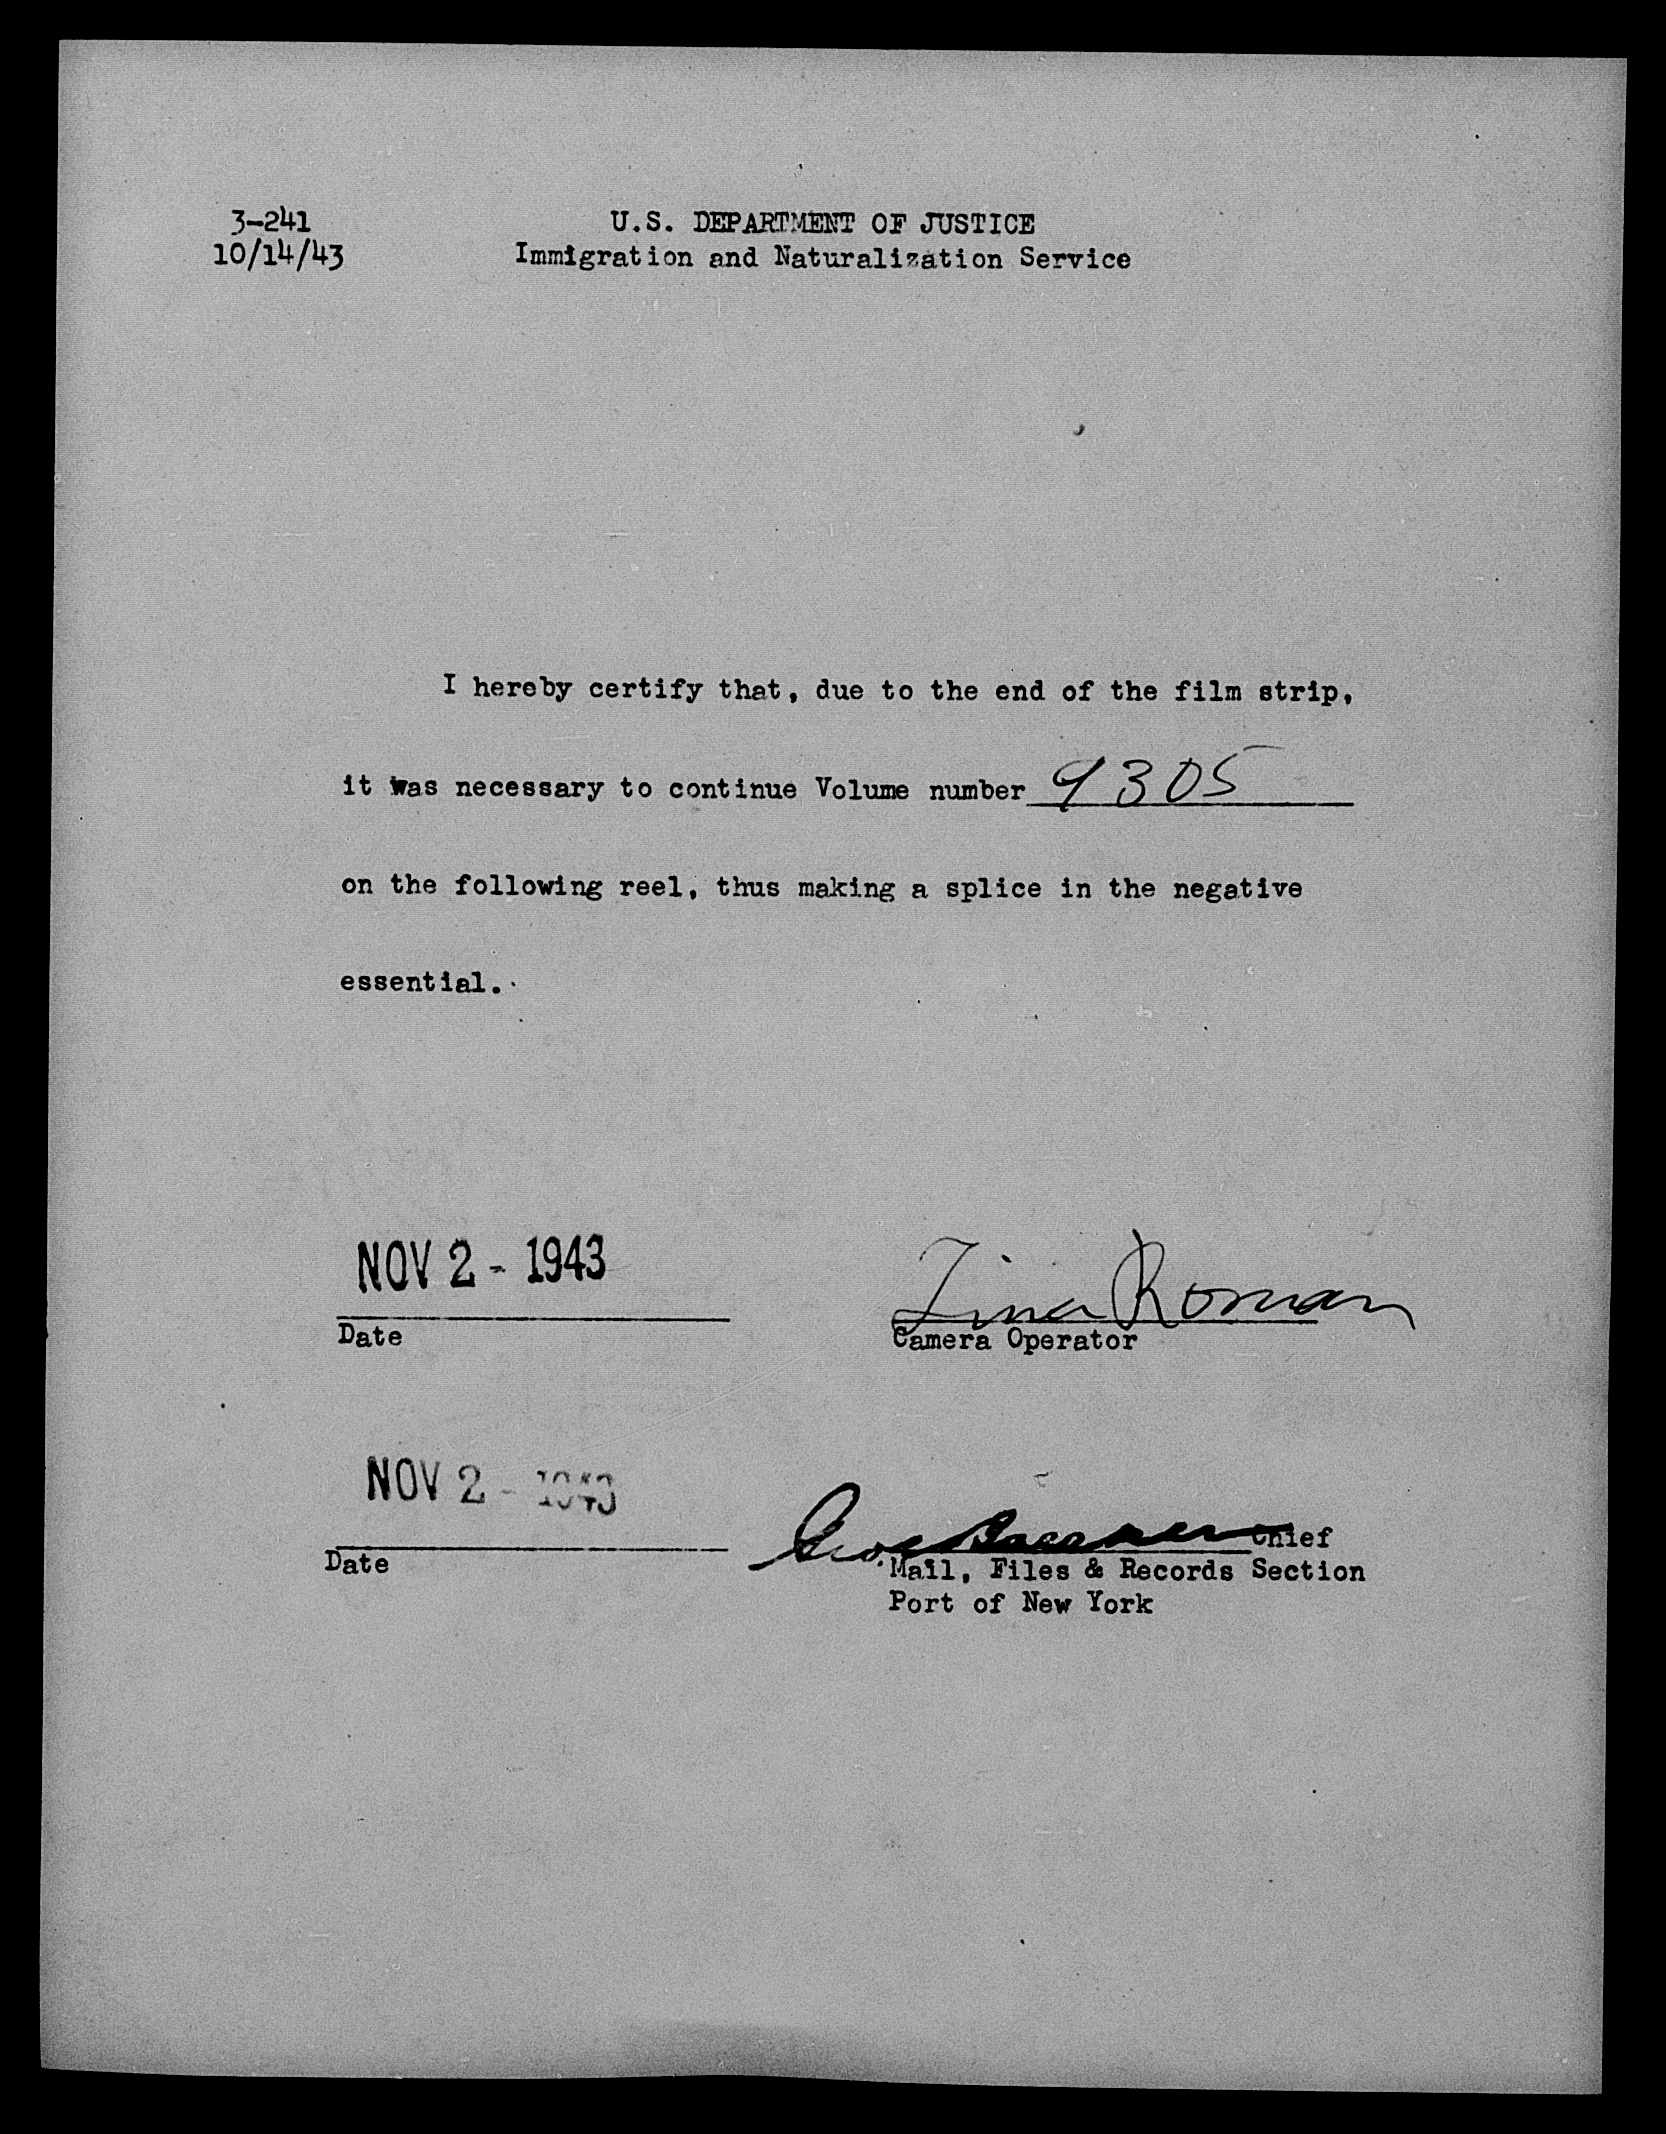 3-241
10/14/43
U.S. DEPARTMENT OF JUSTICE
Immigration and Naturalization Service
I hereby certify that, due to the end of the film strip,
it was necessary to continue Volume number 9305
on the following reel, thus making a splice in the negative
essential.
NOV 2 - 1943
Date
Tina Roman
Camera Operator
NOV 2 - 1943
Date
Chief
Mail, Files & Records Section
Port of New York